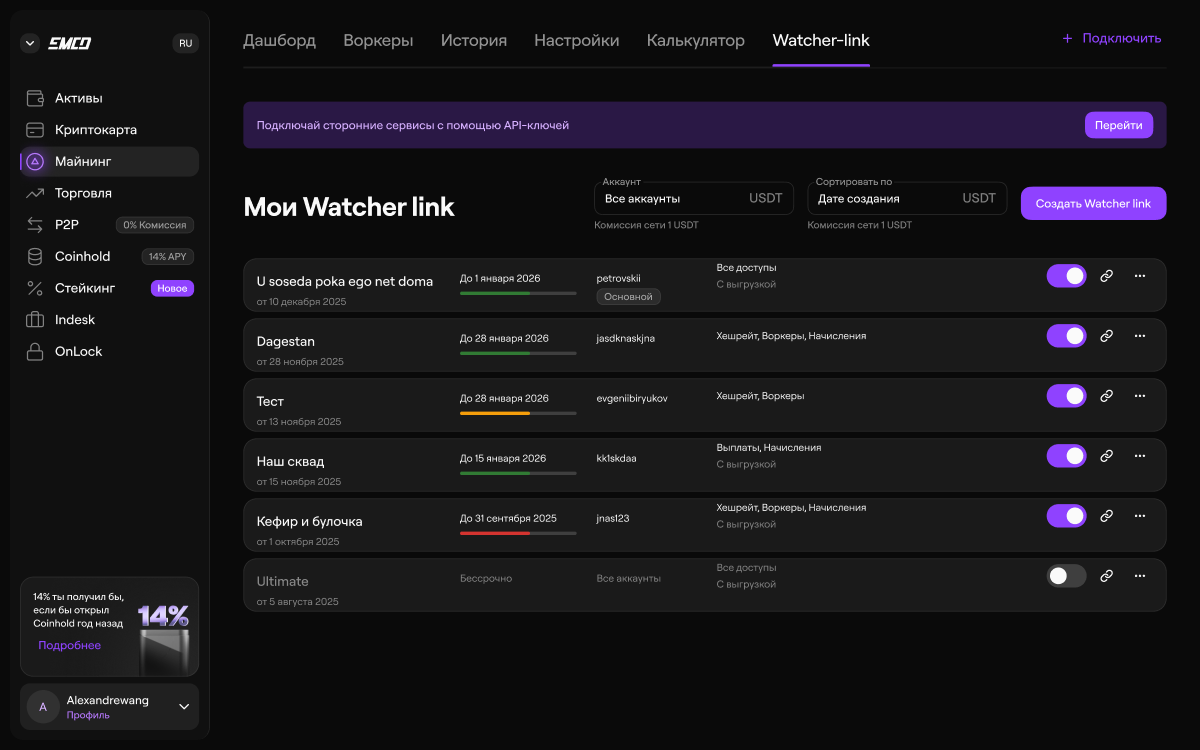 EMCD
RU
Активы
Криптокарта
Майнинг
Торговля
P2P
0% Комиссия
Coinhold
14% APY
Стейкинг
Новое
Indesk
OnLock
14% ты получил бы,
если бы открыл
Coinhold год назад
Подробнее
14%
A
Alexandrewang
Профиль
Дашборд
Воркеры
История
Настройки
Калькулятор
Watcher-link
+ Подключить
Подключай сторонние сервисы с помощью API-ключей
Перейти
Мои Watcher link
Аккаунт
Все аккаунты
USDT
Комиссия сети 1 USDT
Сортировать по
Дате создания
USDT
Комиссия сети 1 USDT
Создать Watcher link
U soseda poka ego net doma
от 10 декабря 2025
До 1 января 2026
petrovskii
Основной
Все доступы
С выгрузкой
Dagestan
от 28 ноября 2025
До 28 января 2026
jasdknaskjna
Хешрейт, Воркеры, Начисления
Тест
от 13 ноября 2025
До 28 января 2026
evgeniibiryukov
Хешрейт, Воркеры
Наш сквад
от 15 ноября 2025
До 15 января 2026
kk1skdaa
Выплаты, Начисления
С выгрузкой
Кефир и булочка
от 1 октября 2025
До 31 сентября 2025
jnas123
Хешрейт, Воркеры, Начисления
С выгрузкой
Ultimate
от 5 августа 2025
Бессрочно
Все аккаунты
Все доступы
С выгрузкой